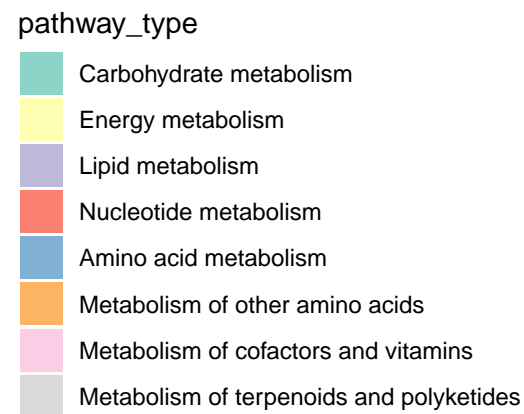 pathway_type
Carbohydrate metabolism
Energy metabolism
Lipid metabolism
Nucleotide metabolism
Amino acid metabolism
Metabolism of other amino acids
Metabolism of cofactors and vitamins
Metabolism of terpenoids and polyketides